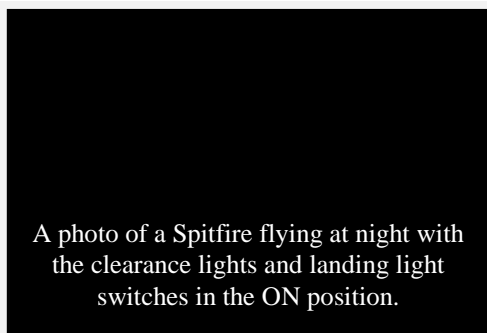 A photo of a Spitfire flying at night with
the clearance lights and landing light
switches in the ON position.